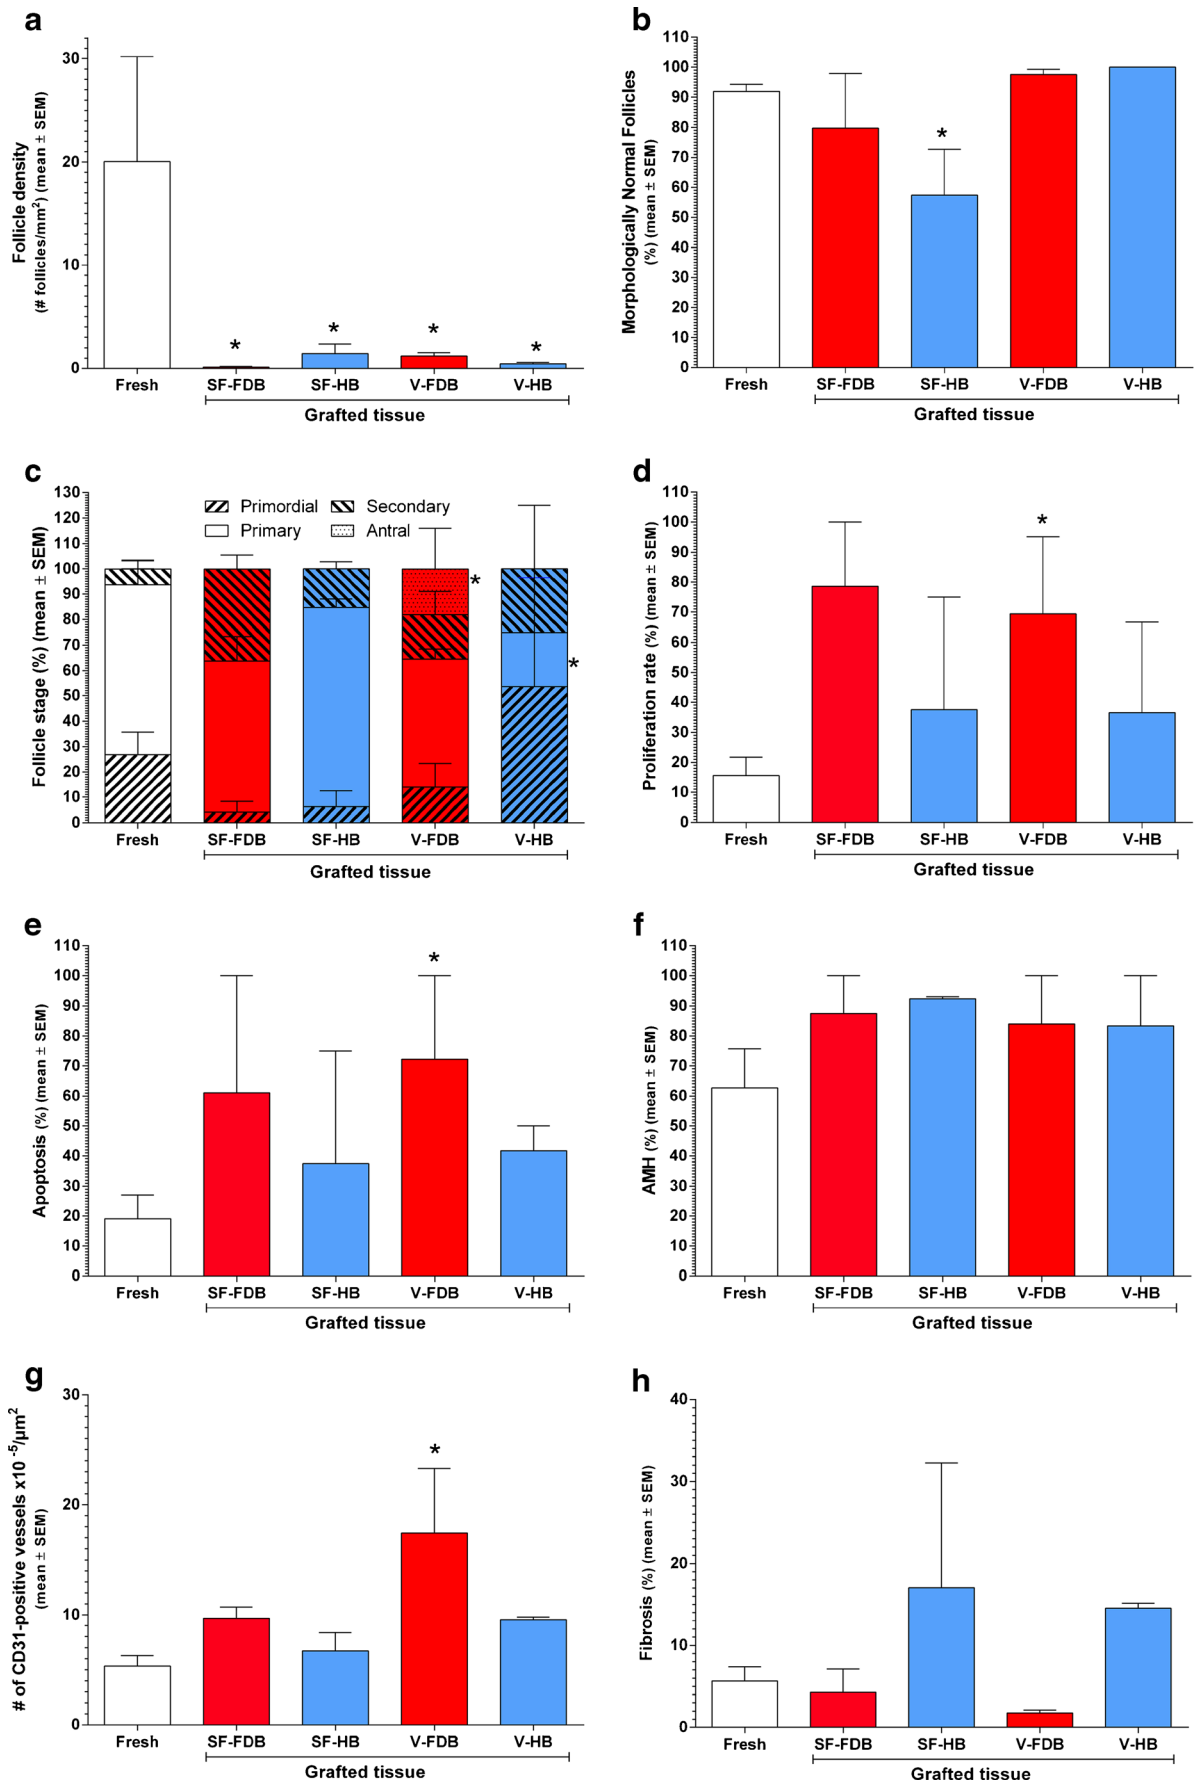 a
Follicle density
(# follicles/mm²) (mean ± SEM)
30
20
10
0
*
*
*
*
Fresh
SF-FDB
SF-HB
V-FDB
V-HB
Grafted tissue
b
Morphologically Normal Follicles
(%) (mean ± SEM)
110
100
90
80
70
60
50
40
30
20
10
0
*
Fresh
SF-FDB
SF-HB
V-FDB
V-HB
Grafted tissue
c
Follicle stage (%) (mean ± SEM)
130
120
110
100
90
80
70
60
50
40
30
20
10
0
Primordial
Secondary
Primary
Antral
*
*
Fresh
SF-FDB
SF-HB
V-FDB
V-HB
Grafted tissue
d
Proliferation rate (%) (mean ± SEM)
110
100
90
80
70
60
50
40
30
20
10
0
*
Fresh
SF-FDB
SF-HB
V-FDB
V-HB
Grafted tissue
e
Apoptosis (%) (mean ± SEM)
110
100
90
80
70
60
50
40
30
20
10
0
*
Fresh
SF-FDB
SF-HB
V-FDB
V-HB
Grafted tissue
f
AMH (%) (mean ± SEM)
110
100
90
80
70
60
50
40
30
20
10
0
Fresh
SF-FDB
SF-HB
V-FDB
V-HB
Grafted tissue
g
# of CD31-positive vessels x10⁻⁵/µm²
(mean ± SEM)
30
20
10
0
*
Fresh
SF-FDB
SF-HB
V-FDB
V-HB
Grafted tissue
h
Fibrosis (%) (mean ± SEM)
40
30
20
10
0
Fresh
SF-FDB
SF-HB
V-FDB
V-HB
Grafted tissue